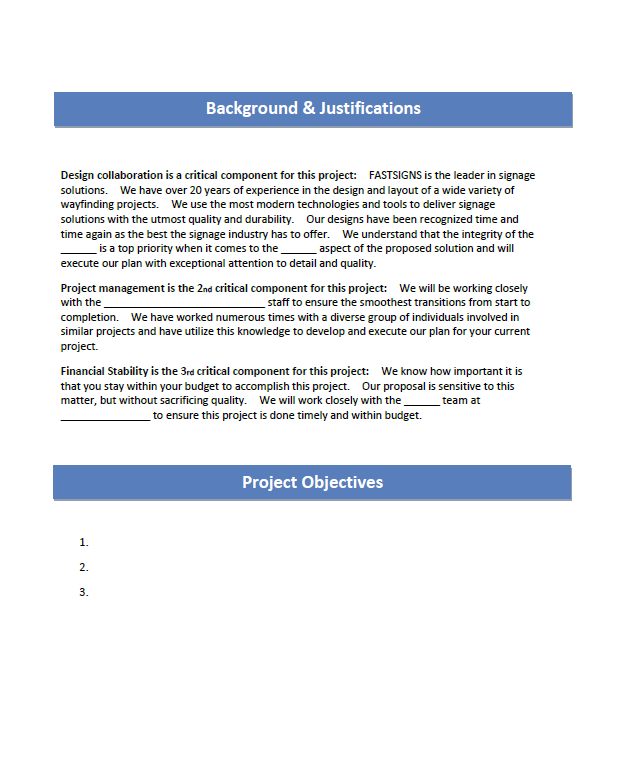 Background & Justifications
Design collaboration is a critical component for this project: FASTSIGNS is the leader in signage
solutions. We have over 20 years of experience in the design and layout of a wide variety of
wayfinding projects. We use the most modern technologies and tools to deliver signage
solutions with the utmost quality and durability. Our designs have been recognized time and
time again as the best the signage industry has to offer. We understand that the integrity of the
______ is a top priority when it comes to the ______ aspect of the proposed solution and will
execute our plan with exceptional attention to detail and quality.
Project management is the 2nd critical component for this project: We will be working closely
with the ___________________________ staff to ensure the smoothest transitions from start to
completion. We have worked numerous times with a diverse group of individuals involved in
similar projects and have utilize this knowledge to develop and execute our plan for your current
project.
Financial Stability is the 3rd critical component for this project: We know how important it is
that you stay within your budget to accomplish this project. Our proposal is sensitive to this
matter, but without sacrificing quality. We will work closely with the ______ team at
_______________ to ensure this project is done timely and within budget.
Project Objectives
1.
2.
3.